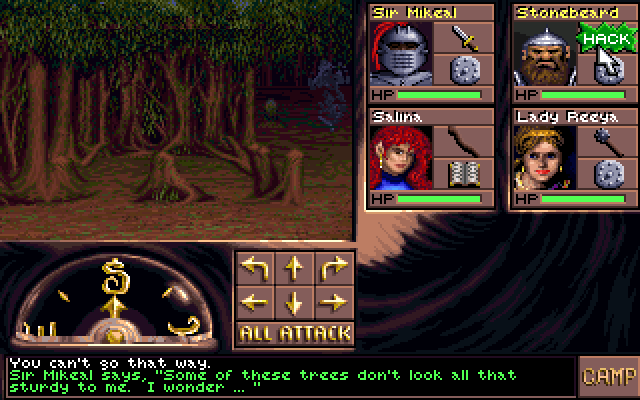 Sir Mikeal
Stonebeard
HACK
HP
HP
Salina
Lady Reeya
HP
HP
S
E
W
ALL ATTACK
You can't go that way.
Sir Mikeal says, "Some of these trees don't look all that
sturdy to me. I wonder ... "
CAMP